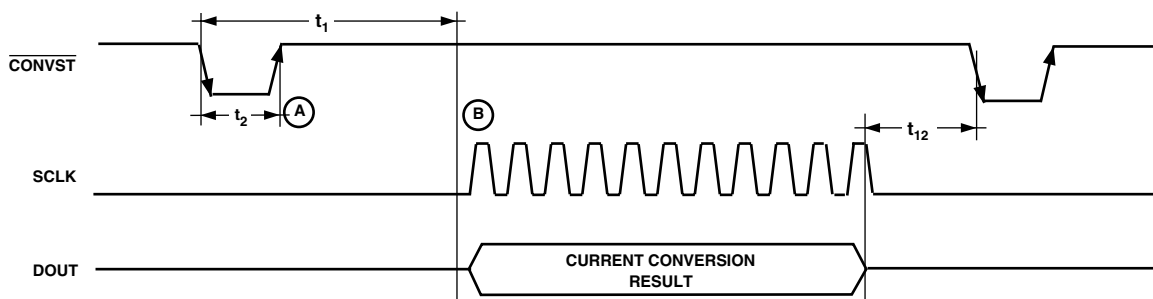 t1
CONVST
t2
A
B
t12
SCLK
DOUT
CURRENT CONVERSION
RESULT